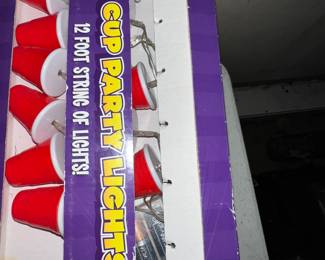 CUP PARTY LIGHTS
12 FOOT STRING OF LIGHTS!